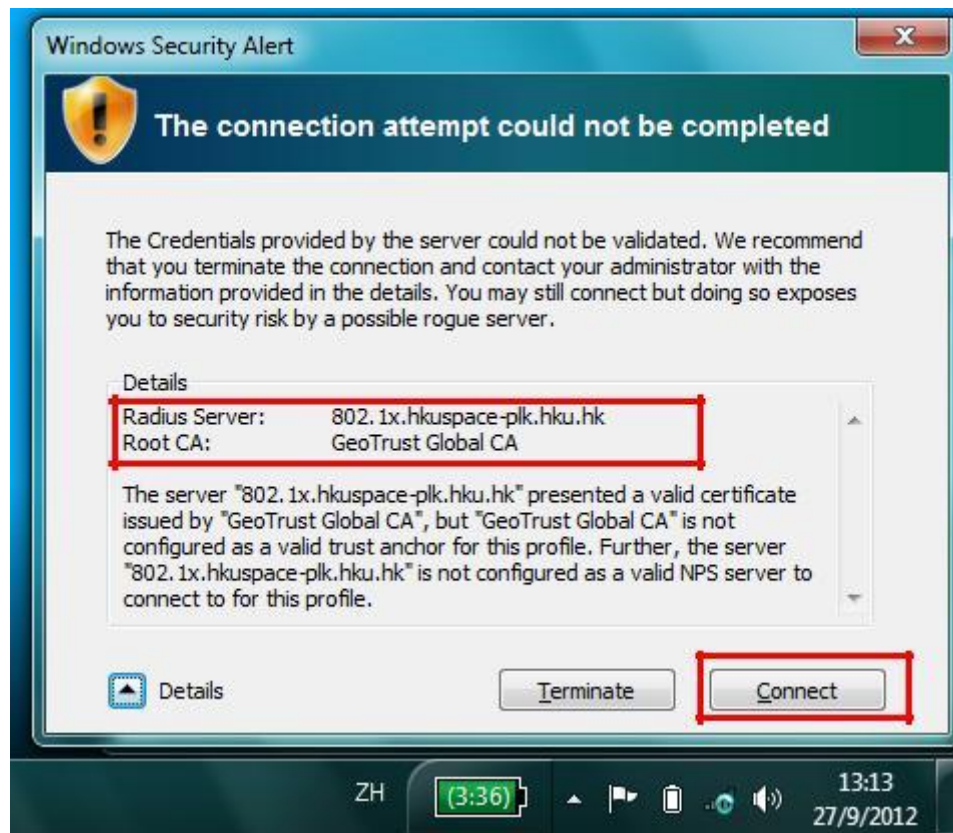 Windows Security Alert
The connection attempt could not be completed
The Credentials provided by the server could not be validated. We recommend
that you terminate the connection and contact your administrator with the
information provided in the details. You may still connect but doing so exposes
you to security risk by a possible rogue server.
Details
Radius Server: 802.1x.hkuspace-plk.hku.hk
Root CA: GeoTrust Global CA
The server "802.1x.hkuspace-plk.hku.hk" presented a valid certificate
issued by "GeoTrust Global CA", but "GeoTrust Global CA" is not
configured as a valid trust anchor for this profile. Further, the server
"802.1x.hkuspace-plk.hku.hk" is not configured as a valid NPS server to
connect to for this profile.
Details Terminate Connect
ZH (3:36) 13:13
27/9/2012